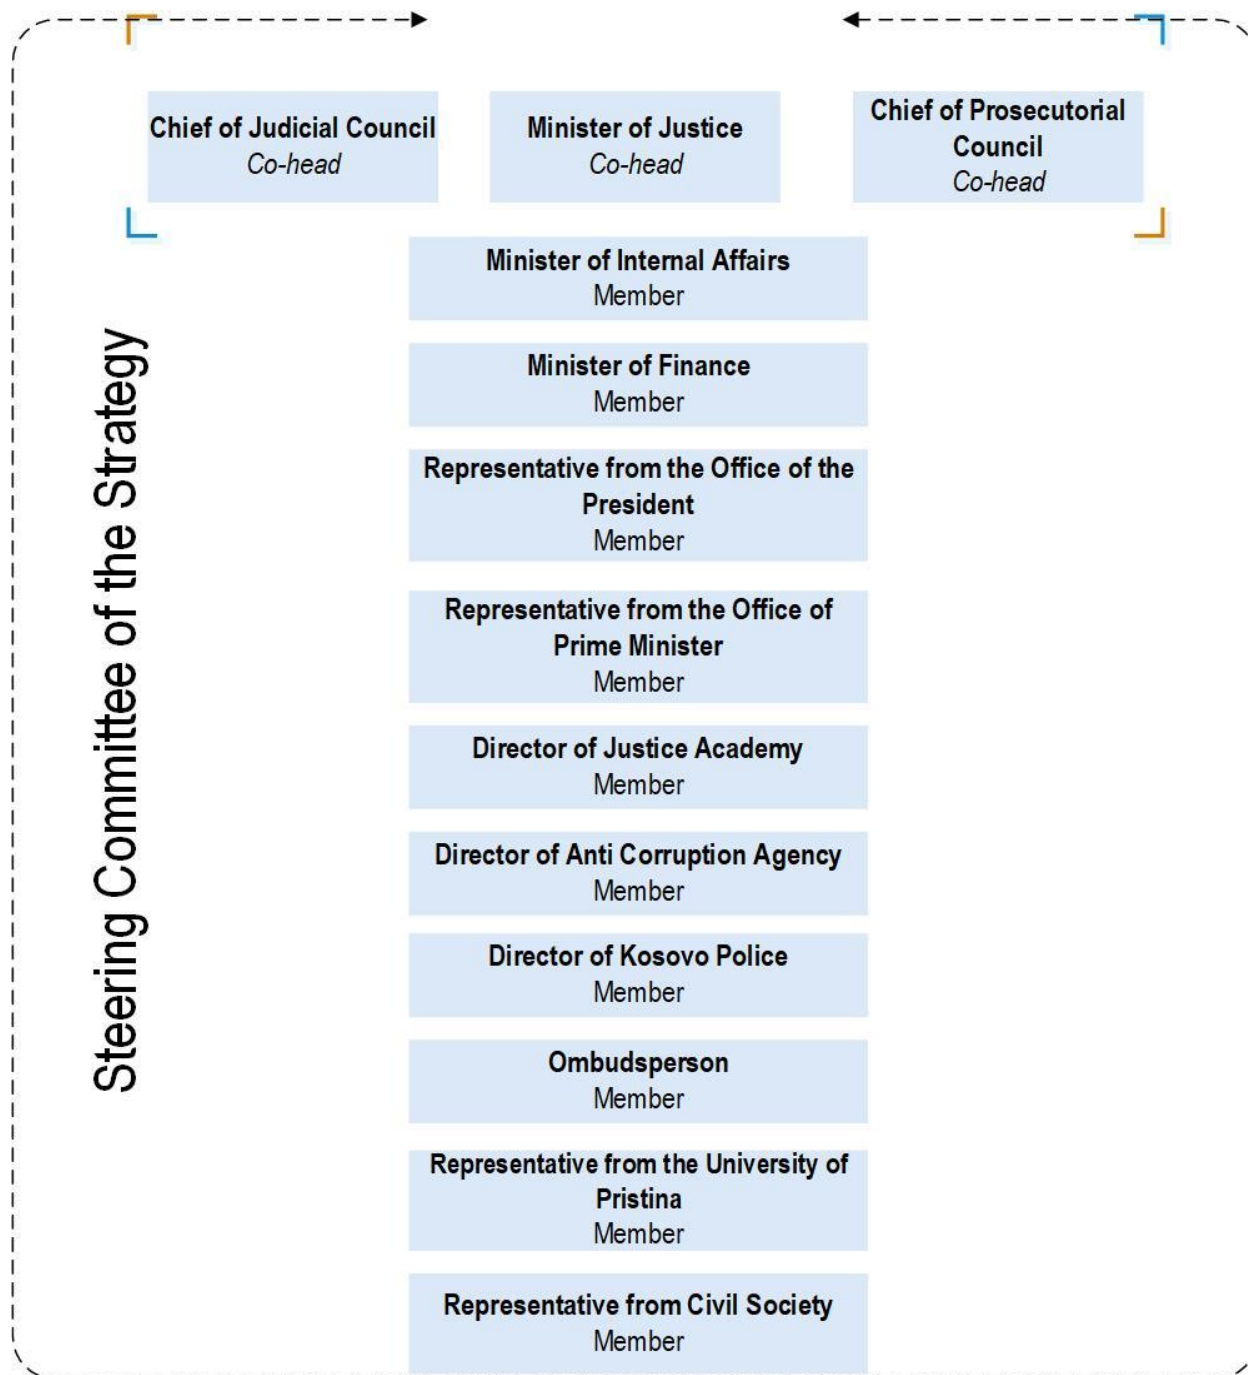 Chief of Judicial Council
Co-head
Minister of Justice
Co-head
Chief of Prosecutorial
Council
Co-head
Steering Committee of the Strategy
Minister of Internal Affairs
Member
Minister of Finance
Member
Representative from the Office of the
President
Member
Representative from the Office of
Prime Minister
Member
Director of Justice Academy
Member
Director of Anti Corruption Agency
Member
Director of Kosovo Police
Member
Ombudsperson
Member
Representative from the University of
Pristina
Member
Representative from Civil Society
Member